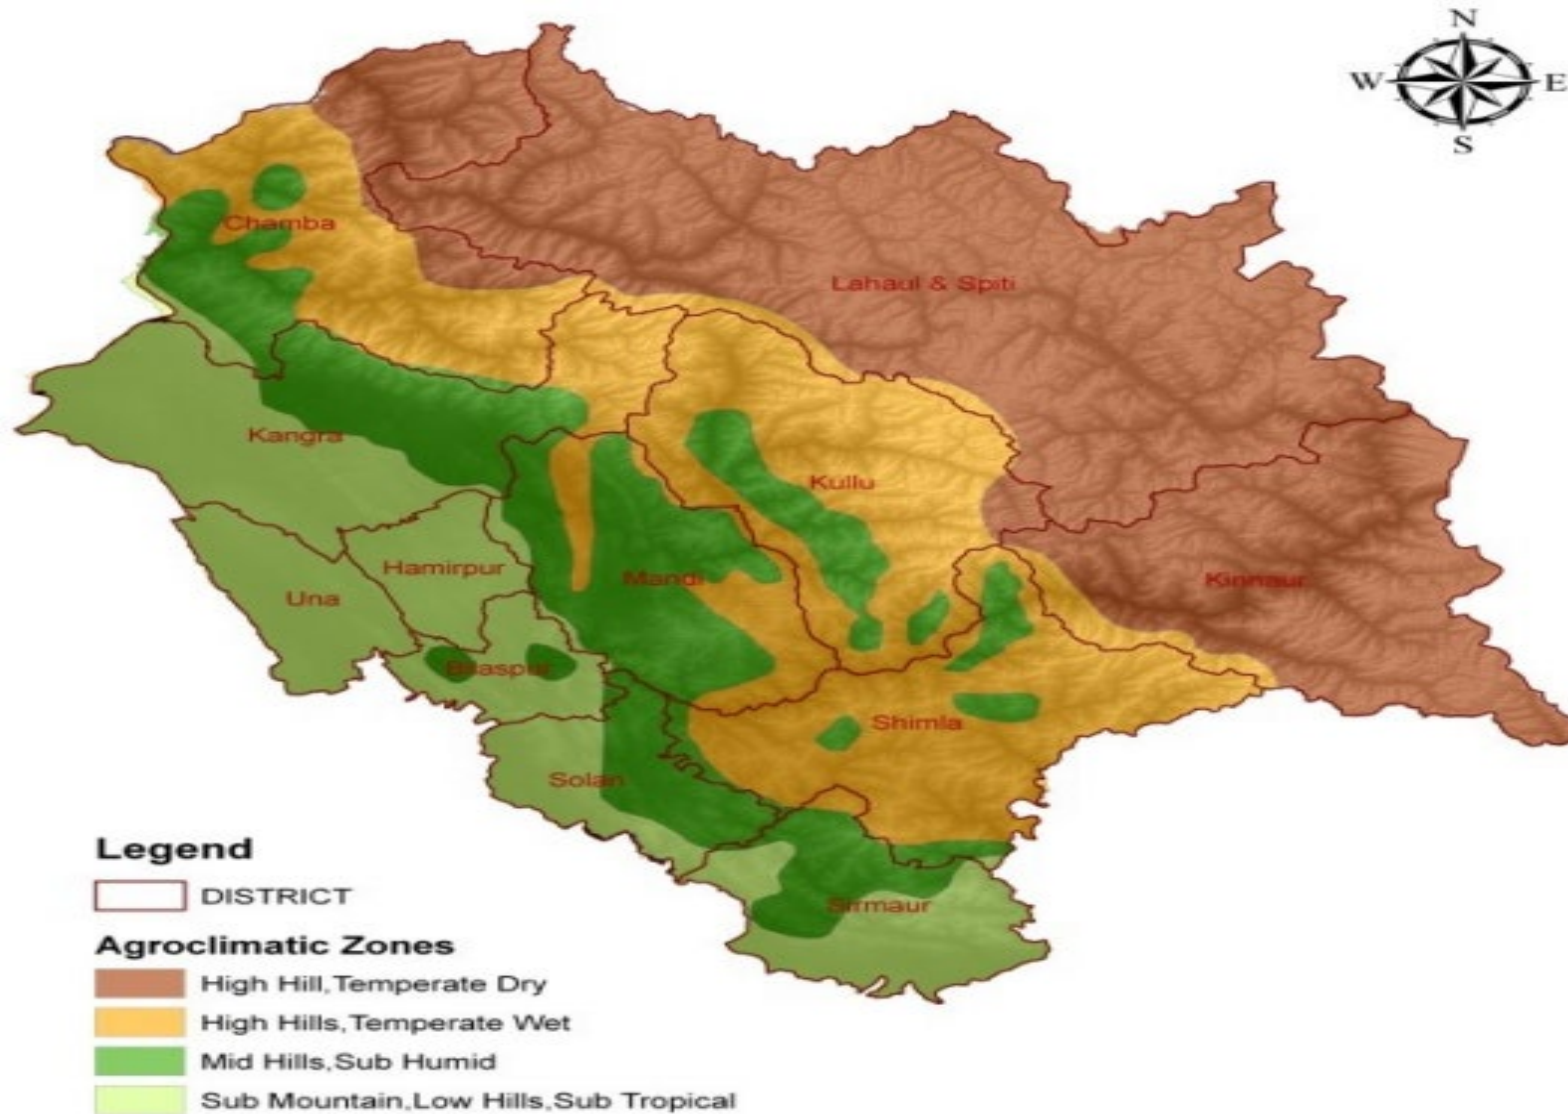 N
W E
S
Chamba
Lahaul & Spiti
Kangra
Kullu
Hamirpur
Mandi
Kinnaur
Una
Bilaspur
Shimla
Solan
Sirmaur
Legend
DISTRICT
Agroclimatic Zones
High Hill,Temperate Dry
High Hills,Temperate Wet
Mid Hills,Sub Humid
Sub Mountain,Low Hills,Sub Tropical